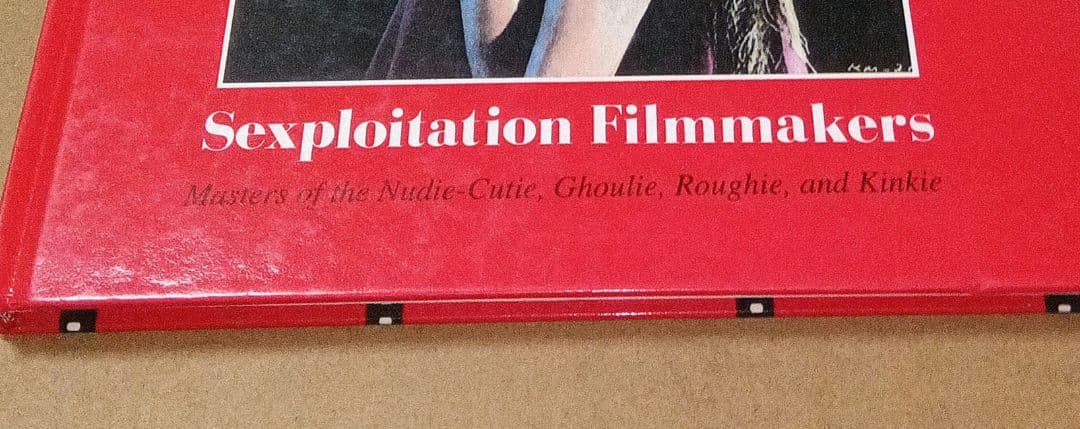 Sexploitation Filmmakers
Masters of the Nudie-Cutie, Ghoulie, Roughie, and Kinkie